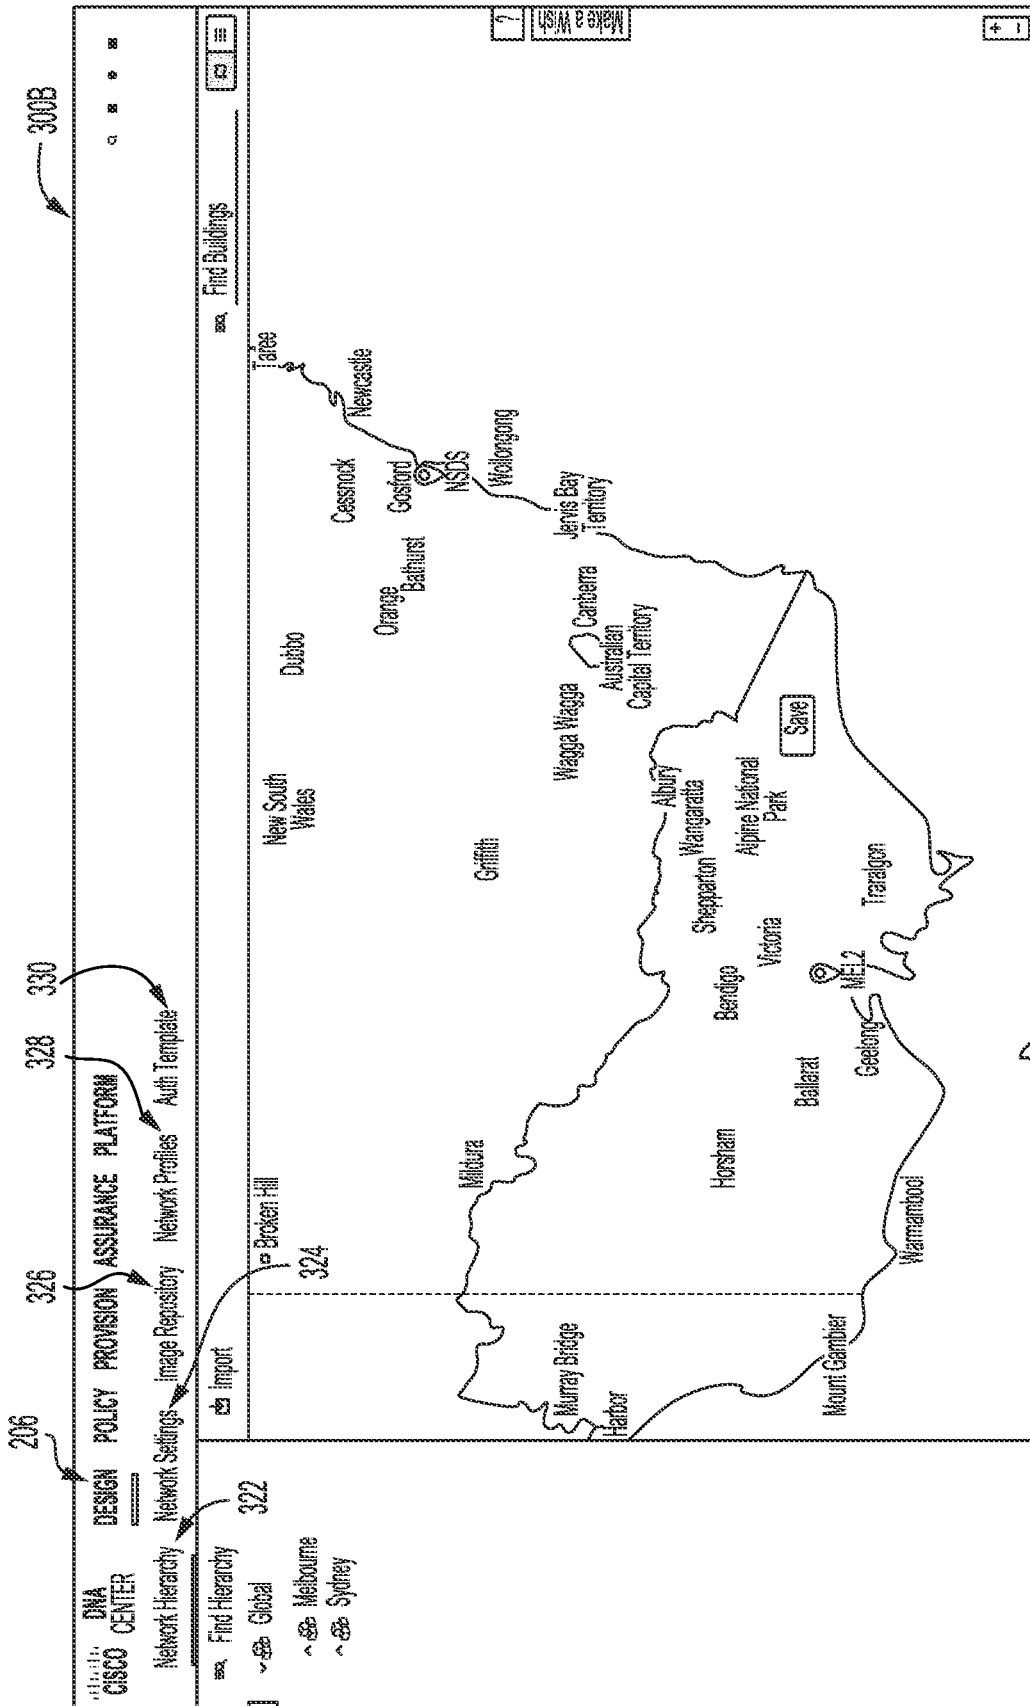 300B
206
326
328
330
CISCO DNA CENTER
DESIGN POLICY PROVISION ASSURANCE PLATFORM
Network Hierarchy Network Settings Image Repository Network Profiles Auth Template
322
324
Find Hierarchy
Global
Melbourne
Sydney
Import
Find Buildings
Broken Hill
New South
Wales
Dubbo
Taree
Newcastle
Cessnock
Gosford
NSDS
Orange
Bathurst
Wollongong
Mildura
Griffith
Wagga Wagga
Canberra
Australian
Capital Territory
Jervis Bay
Territory
Murray Bridge
Harbor
Albury
Wangaratta
Shepparton
Alpine National
Park
Horsham
Bendigo
Victoria
Save
Mount Gambier
Ballarat
MEL2
Geelong
Traralgon
Warrnambool
?
Make a Wish
+
-